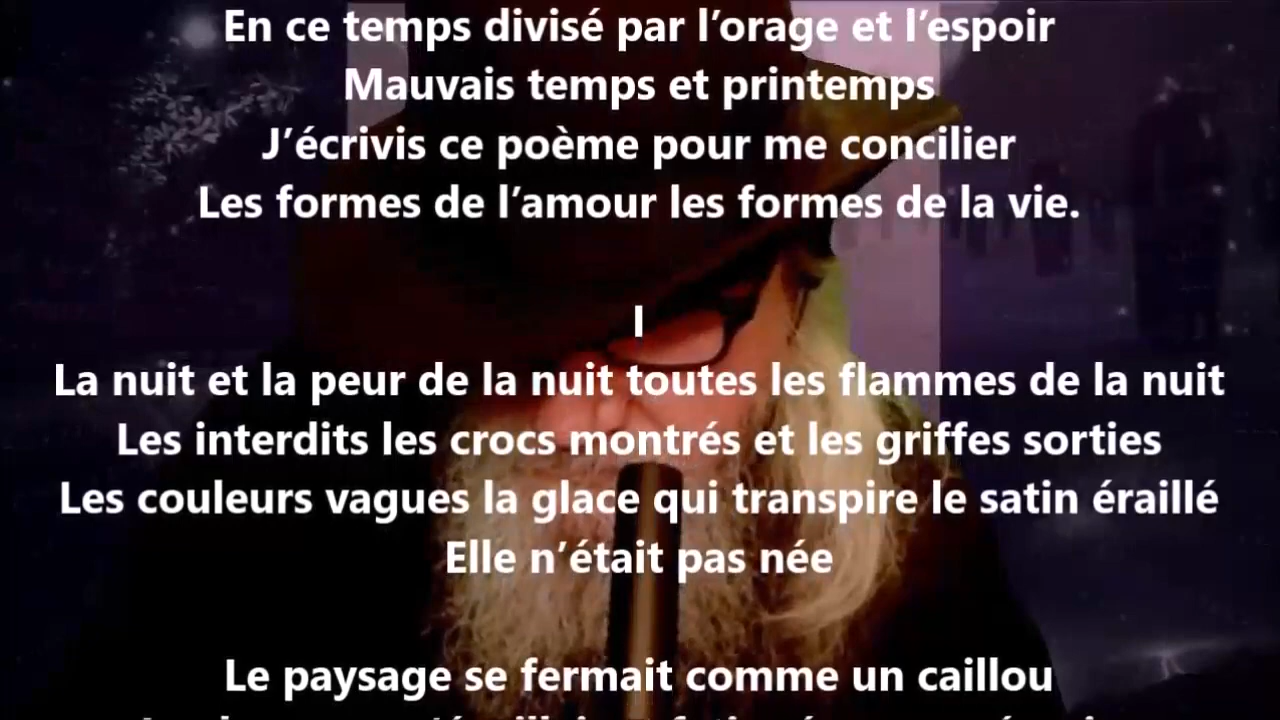 En ce temps divisé par l’orage et l’espoir
Mauvais temps et printemps
J’écrivis ce poème pour me concilier
Les formes de l’amour les formes de la vie.
I
La nuit et la peur de la nuit toutes les flammes de la nuit
Les interdits les crocs montrés et les griffes sorties
Les couleurs vagues la glace qui transpire le satin éraillé
Elle n’était pas née
Le paysage se fermait comme un caillou